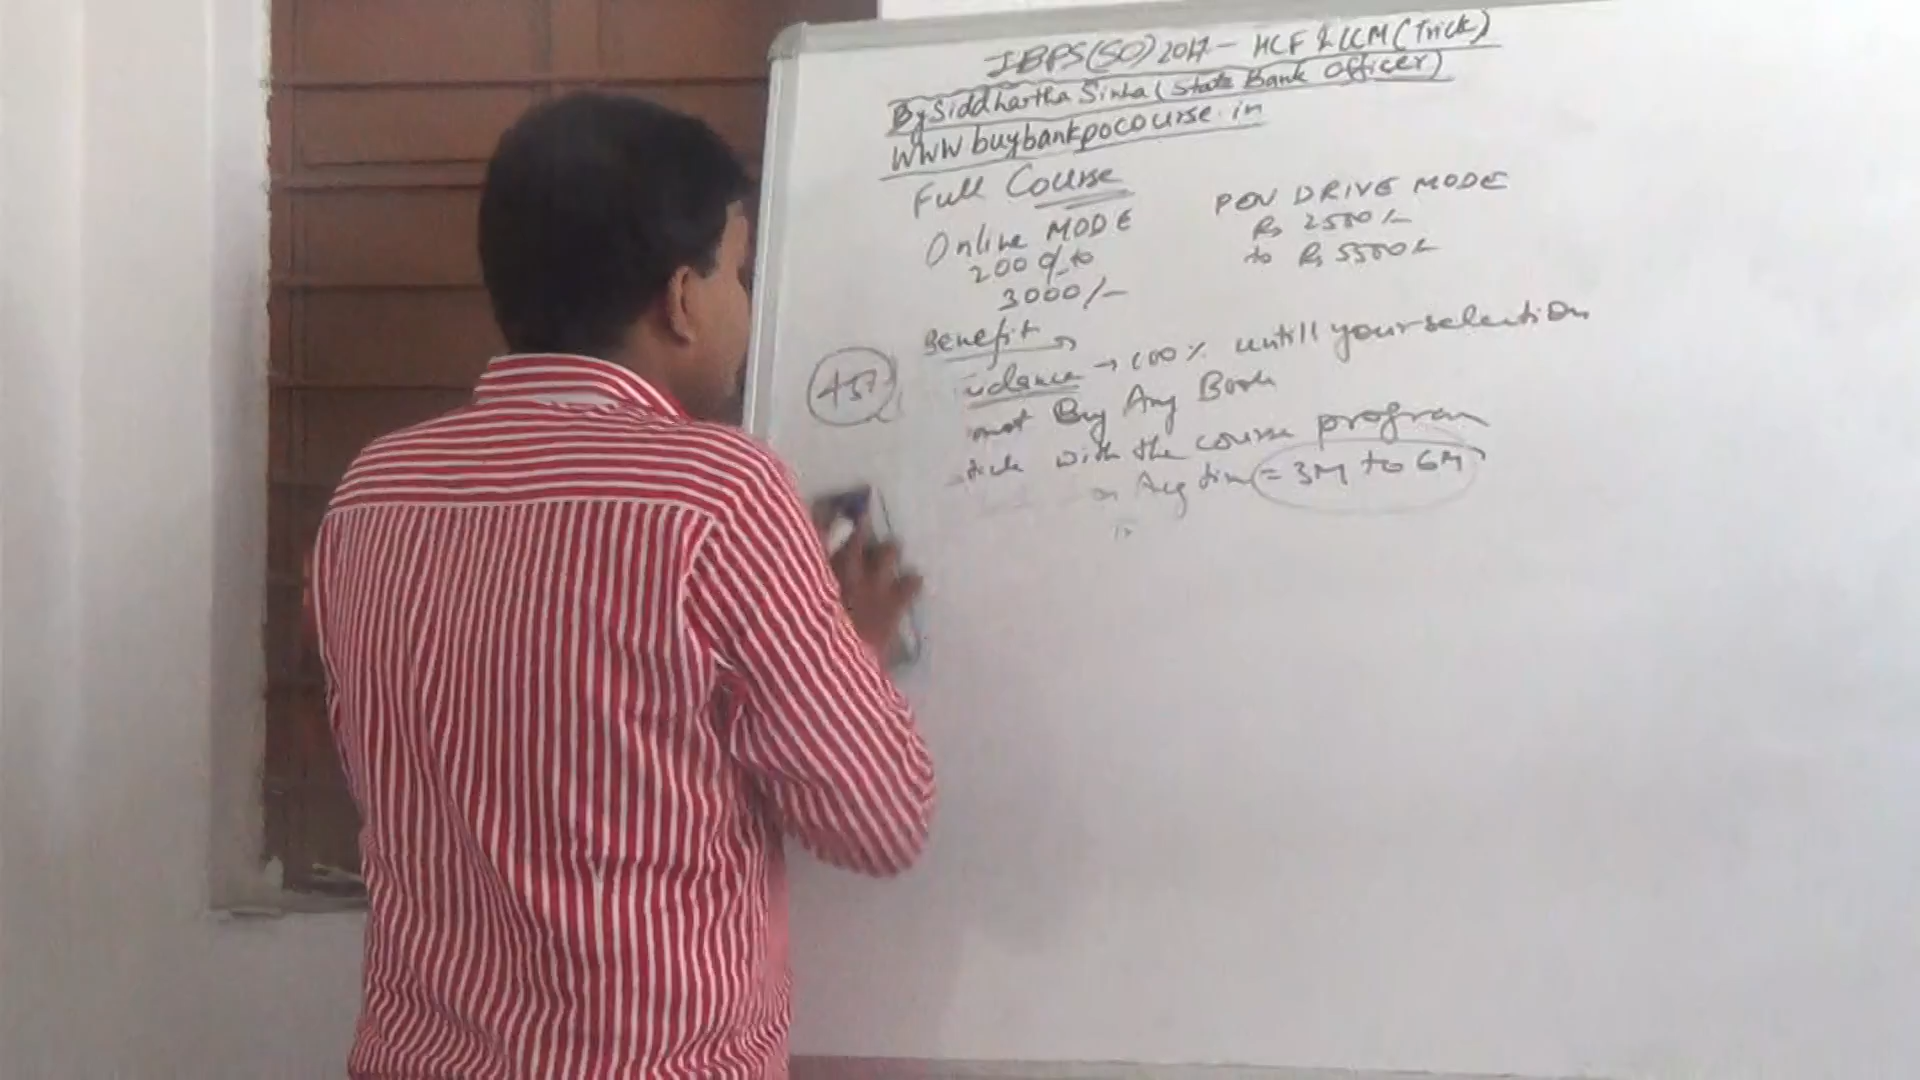 IBPS(SO) 2017 - HCF & LCM (Trick)
By Siddhartha Sinha (State Bank Officer)
www.buybankpocourse.in
Full Course
Online MODE
2000/- to
3000/-
PEN DRIVE MODE
Rs 2500/-
to Rs 5500/-
Benefit
→ 100% untill your selection
not Buy Any Book
with the course program
Avg tim = 3M to 6M